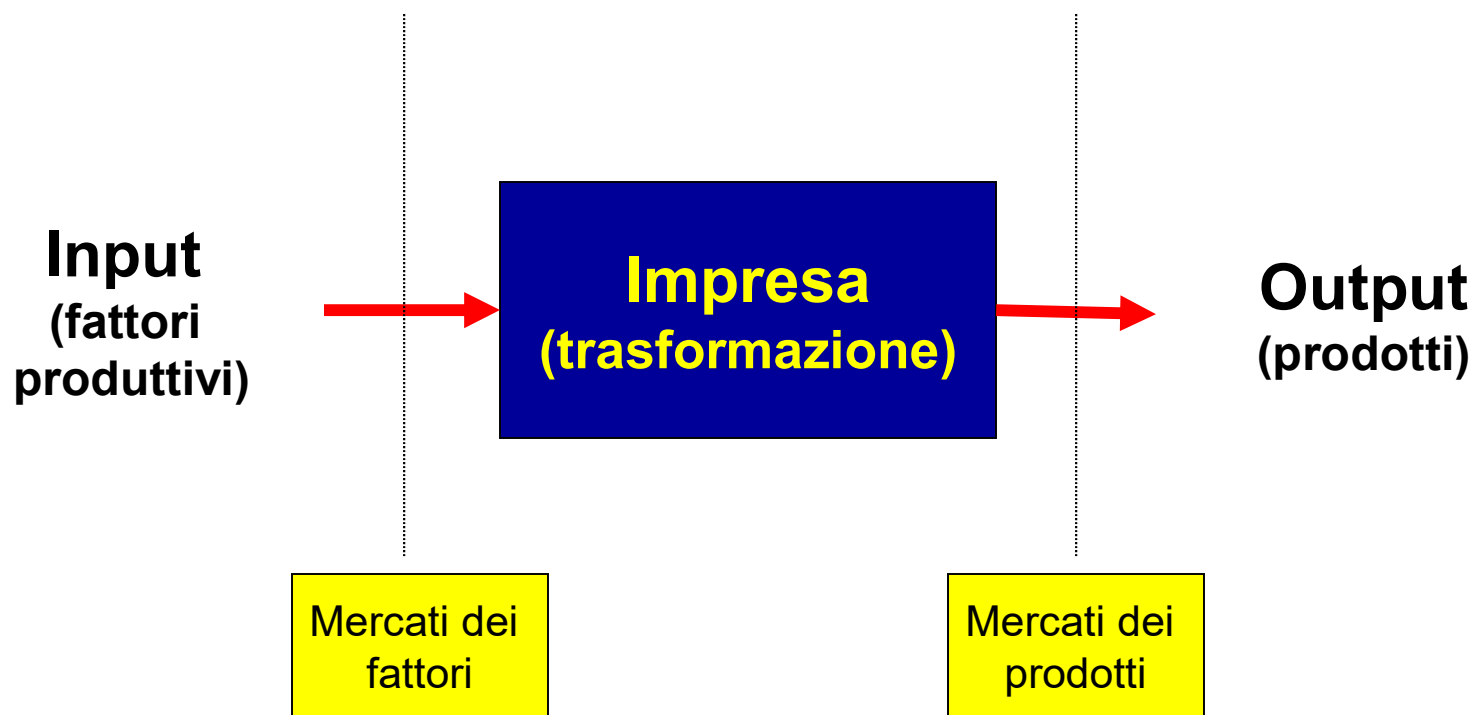 Input
(fattori
produttivi)
Impresa
(trasformazione)
Output
(prodotti)
Mercati dei
fattori
Mercati dei
prodotti